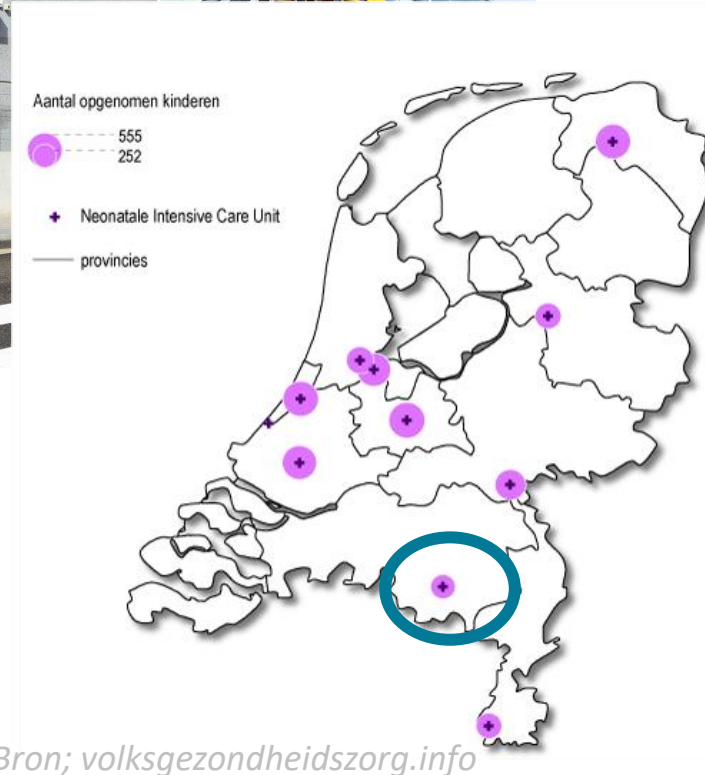 Aantal opgenomen kinderen
555
252
Neonatale Intensive Care Unit
provincies
Bron; volksgezondheidszorg.info